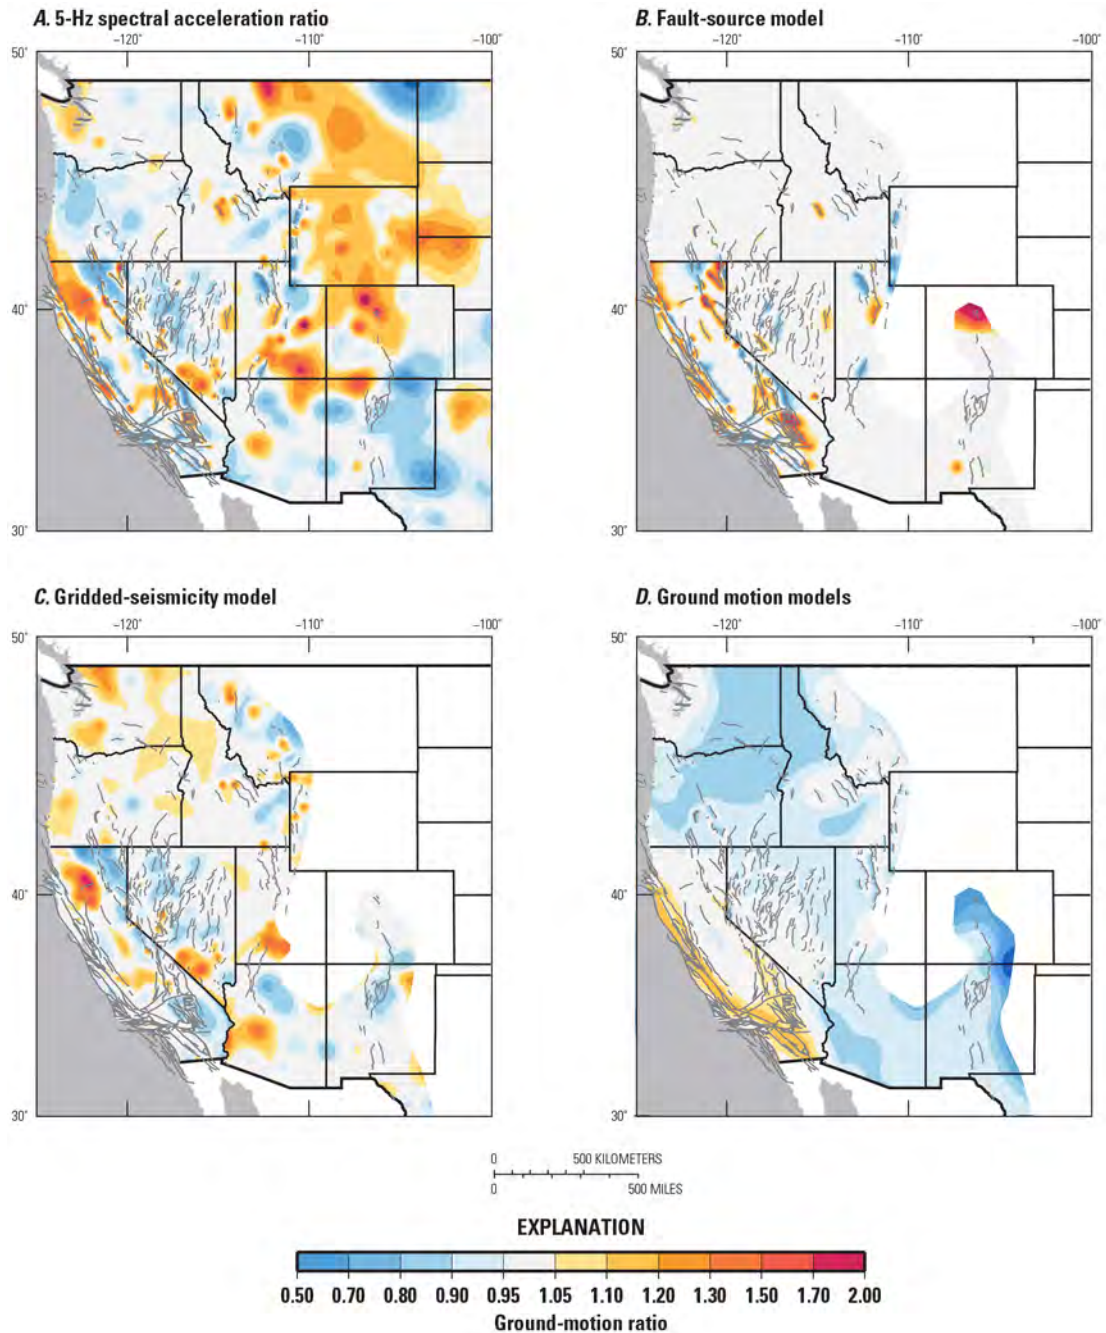 A. 5-Hz spectral acceleration ratio
−120° −110° −100°
50°
40°
30°
B. Fault-source model
−120° −110° −100°
50°
40°
30°
C. Gridded-seismicity model
−120° −110° −100°
50°
40°
30°
D. Ground motion models
−120° −110° −100°
50°
40°
30°
0 500 KILOMETERS
0 500 MILES
EXPLANATION
0.50 0.70 0.80 0.90 0.95 1.05 1.10 1.20 1.30 1.50 1.70 2.00
Ground-motion ratio